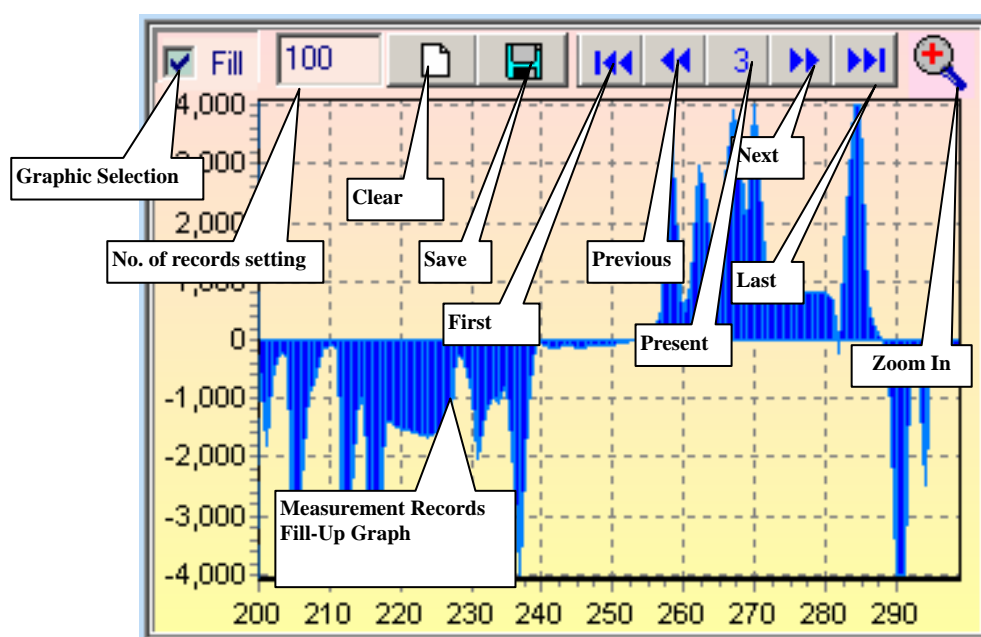 Fill 100 3
4,000
Graphic Selection
,000
Next
Clear
2,000
No. of records setting
Save
Previous
Last
,000
First
Present
0
Zoom In
-1,000
-2,000
Measurement Records
Fill-Up Graph
-3,000
-4,000
200 210 220 230 240 250 260 270 280 290